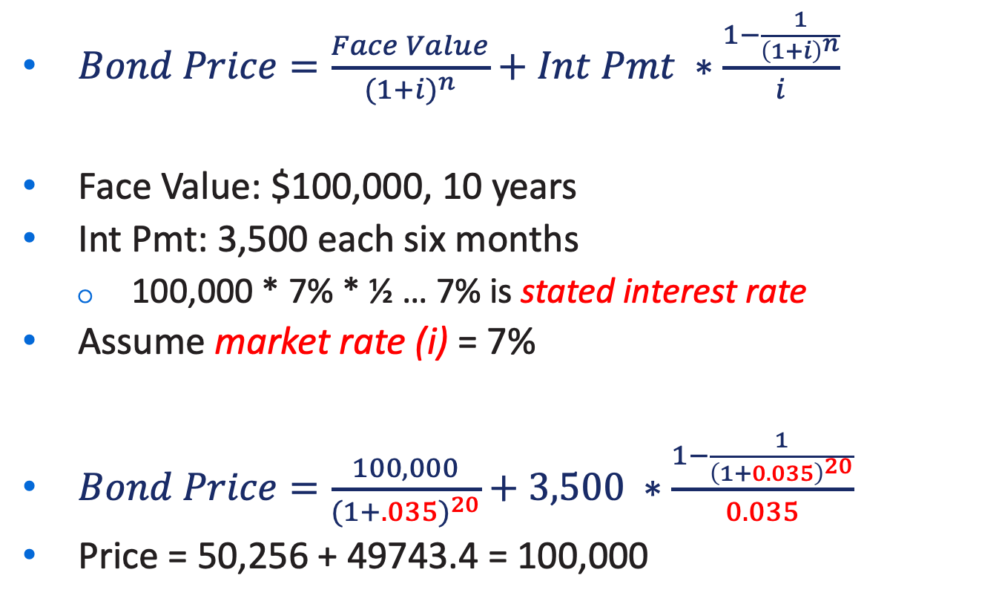 • Bond Price = \frac{Face Value}{(1+i)^n} + Int Pmt * \frac{1-\frac{1}{(1+i)^n}}{i}
• Face Value: $100,000, 10 years
• Int Pmt: 3,500 each six months
○ 100,000 * 7% * ½ ... 7% is stated interest rate
• Assume market rate (i) = 7%
• Bond Price = \frac{100,000}{(1+.035)^{20}} + 3,500 * \frac{1-\frac{1}{(1+0.035)^{20}}}{0.035}
• Price = 50,256 + 49743.4 = 100,000